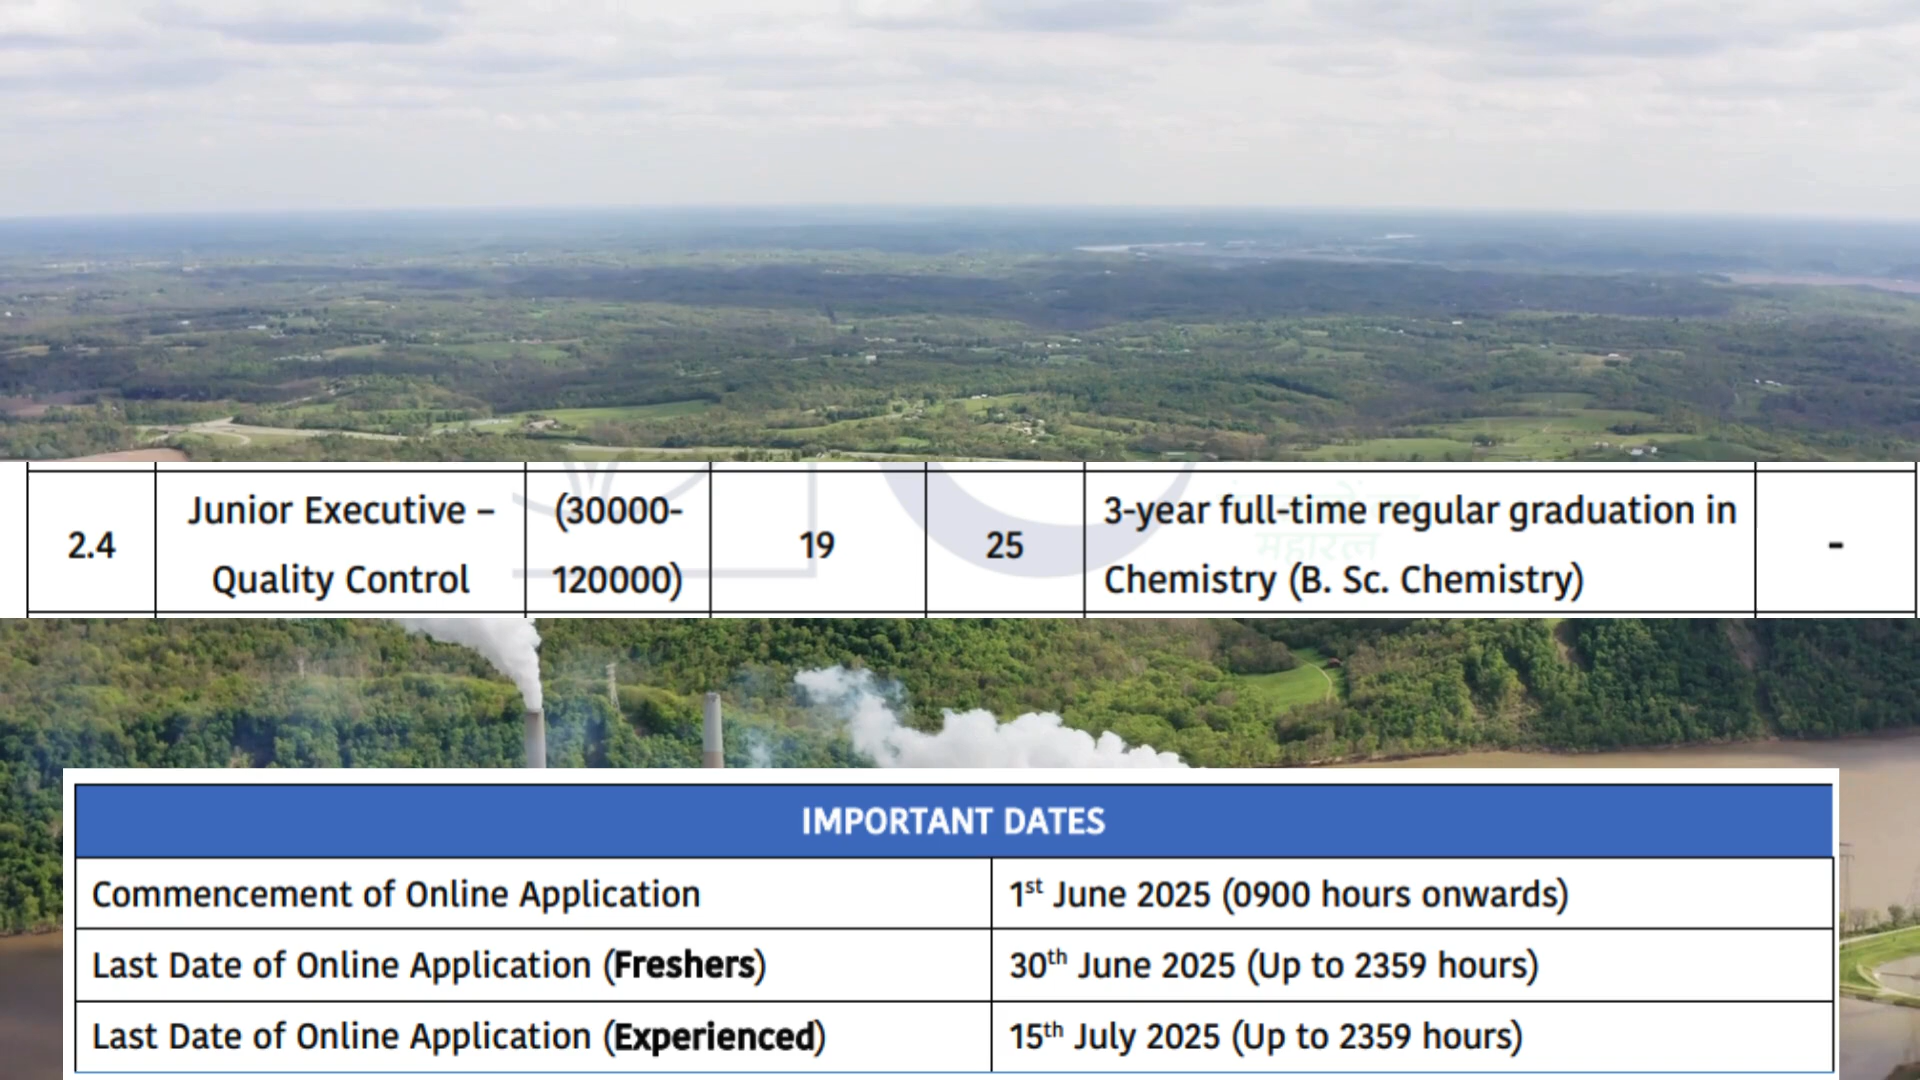 2.4
Junior Executive –
Quality Control
(30000-
120000)
19
25
3-year full-time regular graduation in
Chemistry (B. Sc. Chemistry)
-
महारत्न
IMPORTANT DATES
Commencement of Online Application
1st June 2025 (0900 hours onwards)
Last Date of Online Application (Freshers)
30th June 2025 (Up to 2359 hours)
Last Date of Online Application (Experienced)
15th July 2025 (Up to 2359 hours)